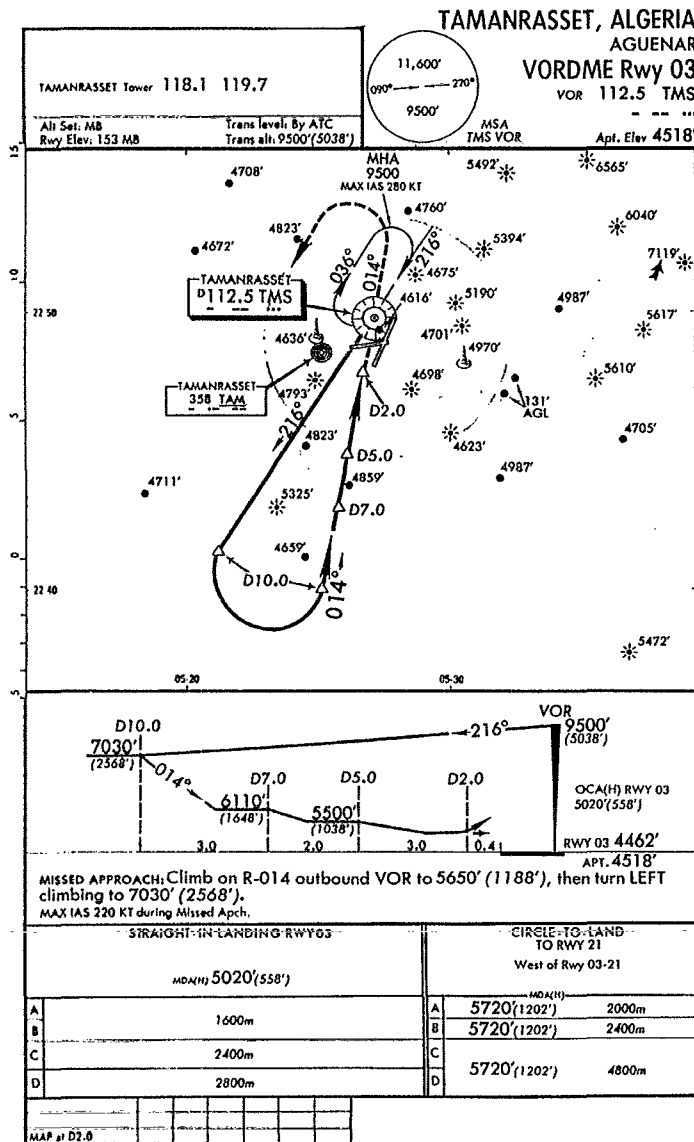 TAMANRASSET, ALGERIA
AGUENAR
VORDME Rwy 03
VOR 112.5 TMS
TAMANRASSET Tower 118.1 119.7
Alt Set: MB
Trans level: By ATC
Rwy Elev: 153 MB
Trans alt: 9500'(5038')
11,600'
090°
270°
9500'
MSA
TMS VOR
Apt. Elev 4518'
15
MHA
9500
MAX IAS 280 KT
4708'
5492'
6565'
4760'
4823'
6040'
4672'
5394'
7119'
216°
036°
014°
4675'
10
TAMANRASSET
D 112.5 TMS
4616'
5190'
4987'
22 50
4701'
5617'
4636'
4970'
TAMANRASSET
358 TAM
4793'
4698'
5610'
D2.0
131'
AGL
216°
5
4823'
D5.0
4623'
4705'
4711'
4859'
4987'
5325'
D7.0
0
4659'
D10.0
22 40
014°
5472'
05-20
05-30
5
D10.0
VOR
7030'
(2568')
216°
9500'
(5038')
014°
D7.0
D5.0
D2.0
6110'
(1648')
5500'
(1038')
OCA(H) RWY 03
5020'(558')
3.0
2.0
3.0
0.4
RWY 03 4462'
APT. 4518'
MISSED APPROACH: Climb on R-014 outbound VOR to 5650' (1188'), then turn LEFT
climbing to 7030' (2568').
MAX IAS 220 KT during Missed Apch.
STRAIGHT-IN LANDING RWY03
CIRCLE-TO-LAND
TO RWY 21
West of Rwy 03-21
MDA(H) 5020'(558')
MDA(H)
A
B
1600m
C
2400m
D
2800m
A
5720'(1202')
2000m
B
5720'(1202')
2400m
C
D
5720'(1202')
4800m
MAP at D2.0